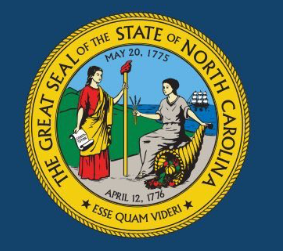 THE GREAT SEAL OF THE STATE OF NORTH CAROLINA
MAY 20, 1775
APRIL 12, 1776
★ ESSE QUAM VIDERI ★